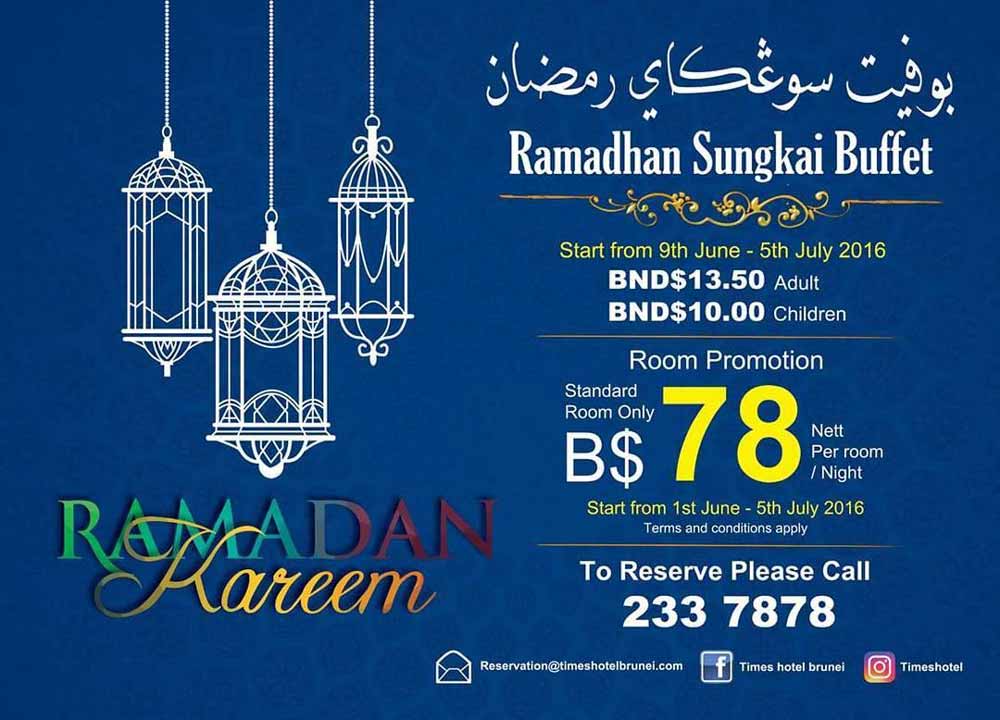 بوفيت سوڠكاي رمضان
Ramadhan Sungkai Buffet
Start from 9th June - 5th July 2016
BND$13.50 Adult
BND$10.00 Children
Room Promotion
Standard
Room Only
B$ 78
Nett
Per room
/ Night
Start from 1st June - 5th July 2016
Terms and conditions apply
To Reserve Please Call
233 7878
RAMADAN
Kareem
Reservation@timeshotelbrunei.com Times hotel brunei Timeshotel